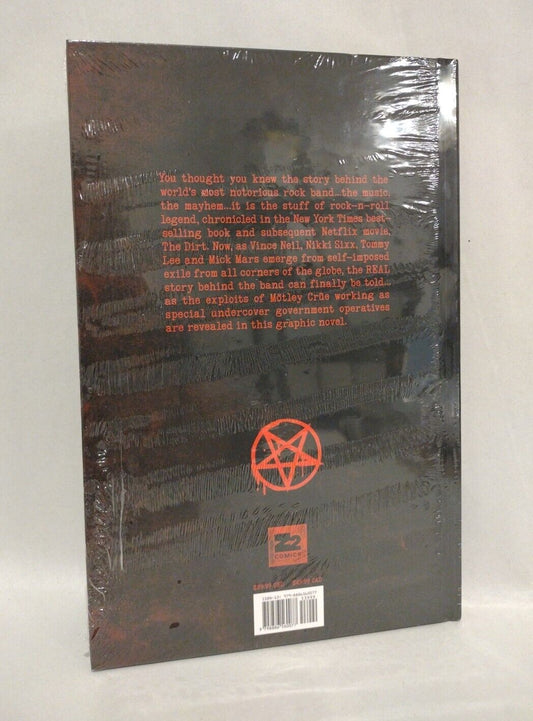 You thought you knew the story behind the
world's most notorious rock band...the music,
the mayhem...it is the stuff of rock-n-roll
legend, chronicled in the New York Times best-
selling book and subsequent Netflix movie,
The Dirt. Now, as Vince Neil, Nikki Sixx, Tommy
Lee and Mick Mars emerge from self-imposed
exile from all corners of the globe, the REAL
story behind the band can finally be told...
as the exploits of Mötley Crüe working as
special undercover government operatives
are revealed in this graphic novel.
Z2
COMICS